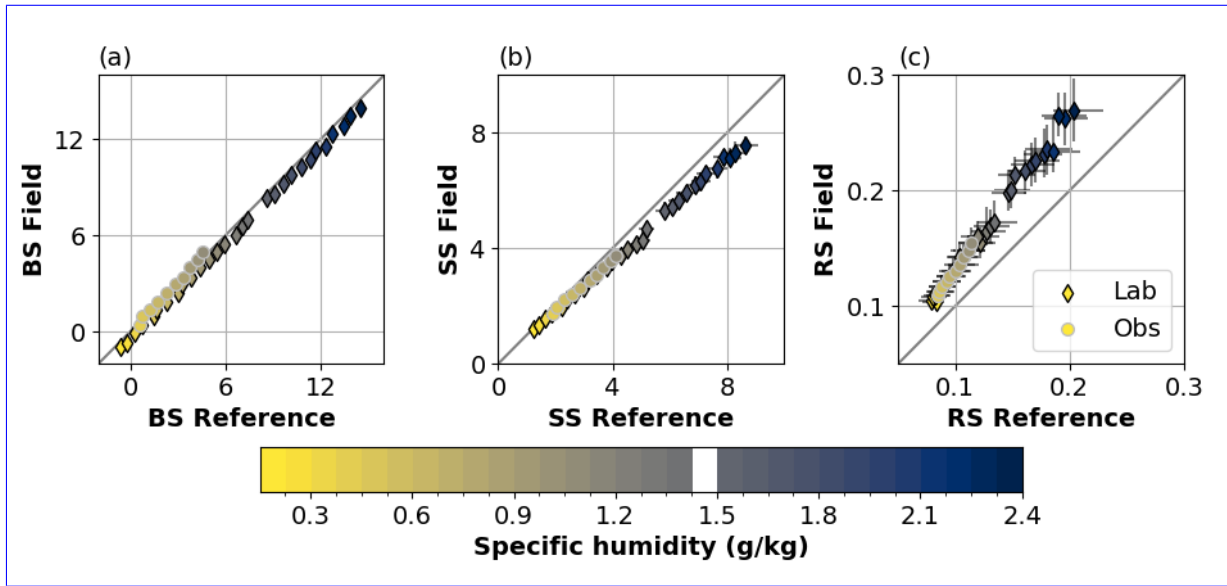 (a)
(b)
(c)
BS Field
12
6
0
0
6
12
BS Reference
SS Field
8
4
0
0
4
8
SS Reference
RS Field
0.3
0.2
0.1
0.1
0.2
0.3
RS Reference
Lab
Obs
0.3
0.6
0.9
1.2
1.5
1.8
2.1
2.4
Specific humidity (g/kg)